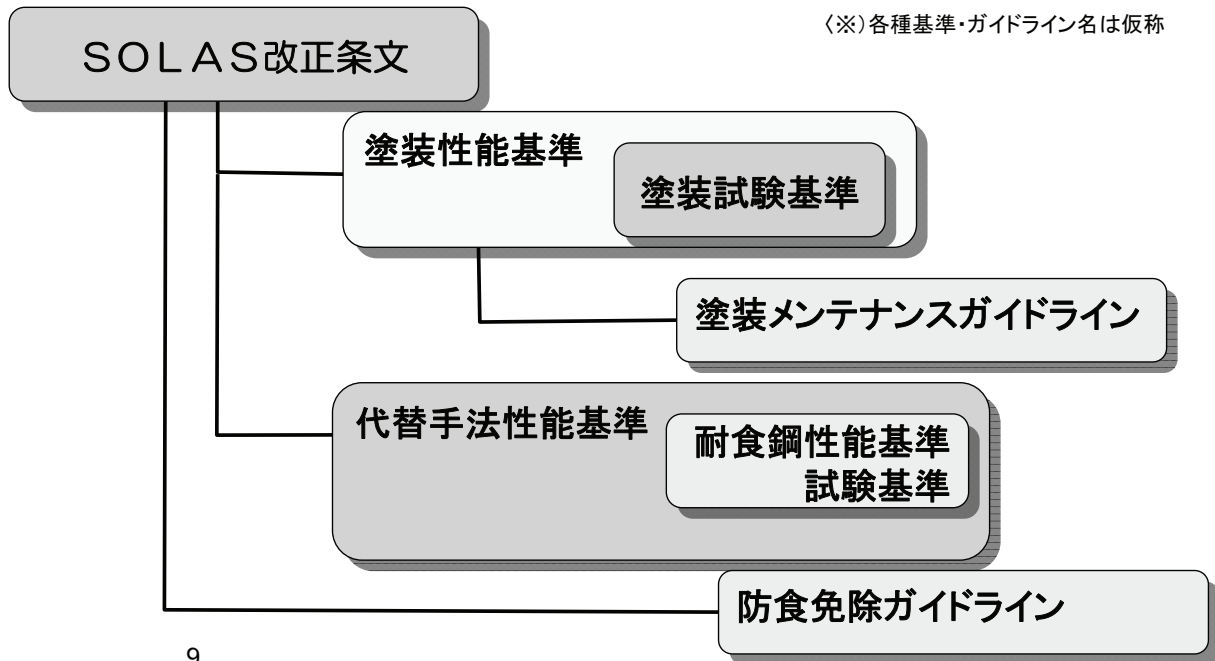 〈※〉各種基準・ガイドライン名は仮称
ＳＯＬＡＳ改正条文
塗装性能基準
塗装試験基準
塗装メンテナンスガイドライン
代替手法性能基準
耐食鋼性能基準
試験基準
防食免除ガイドライン
9